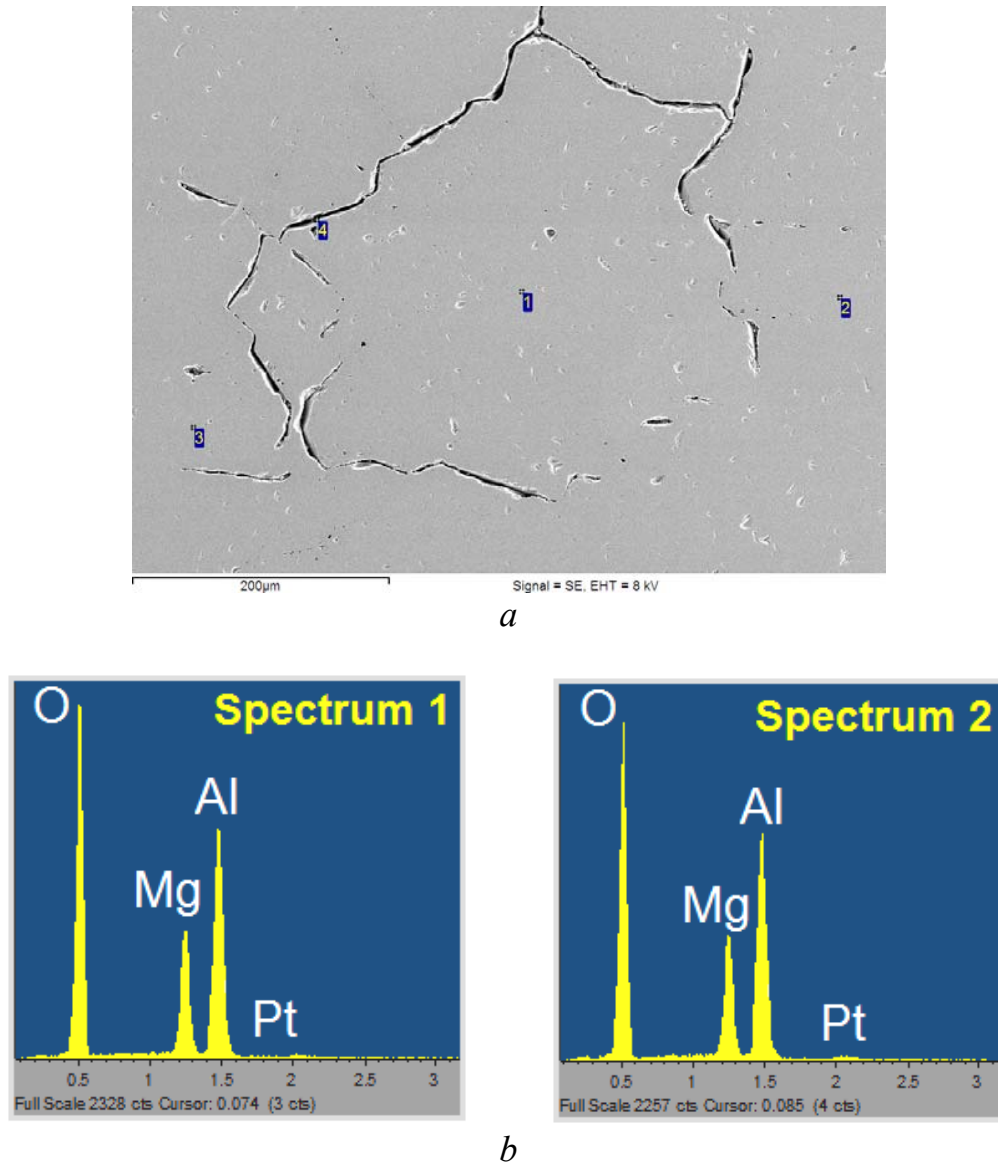 4
1
2
3
200µm Signal = SE, EHT = 8 kV
a
O Spectrum 1
Al
Mg
Pt
0.5 1 1.5 2 2.5 3
Full Scale 2328 cts Cursor: 0.074 (3 cts)
O Spectrum 2
Al
Mg
Pt
0.5 1 1.5 2 2.5 3
Full Scale 2257 cts Cursor: 0.085 (4 cts)
b